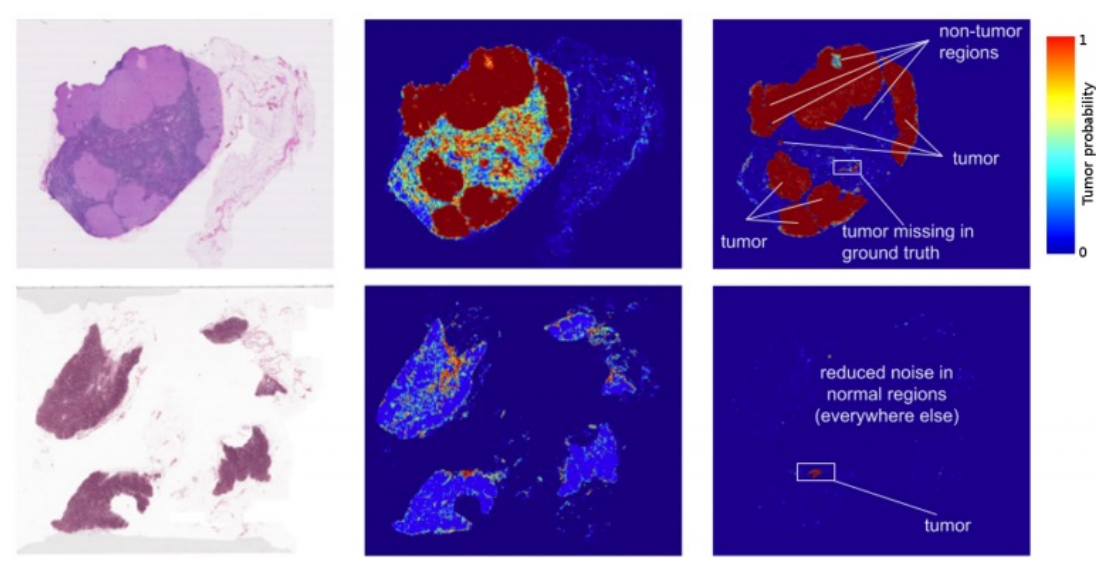 non-tumor
regions
tumor
tumor
tumor missing in
ground truth
1
Tumor probability
0
reduced noise in
normal regions
(everywhere else)
tumor